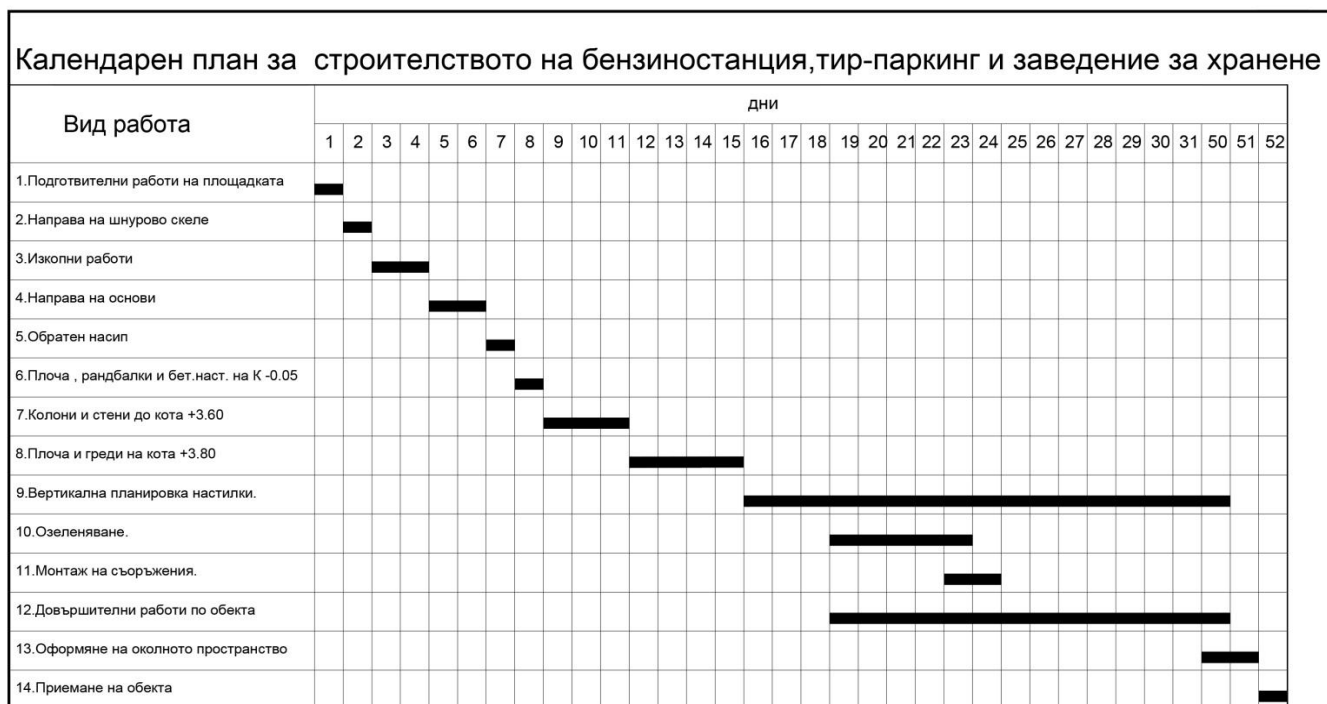 Календарен план за строителството на бензиностанция,тир-паркинг и заведение за хранене
Вид работа
дни
1 2 3 4 5 6 7 8 9 10 11 12 13 14 15 16 17 18 19 20 21 22 23 24 25 26 27 28 29 30 31 50 51 52
1.Подготвителни работи на площадката
2.Направа на шнурово скеле
3.Изкопни работи
4.Направа на основи
5.Обратен насип
6.Плоча , рандбалки и бет.наст. на К -0.05
7.Колони и стени до кота +3.60
8.Плоча и греди на кота +3.80
9.Вертикална планировка настилки.
10.Озеленяване.
11.Монтаж на съоръжения.
12.Довършителни работи по обекта
13.Оформяне на околното пространство
14.Приемане на обекта